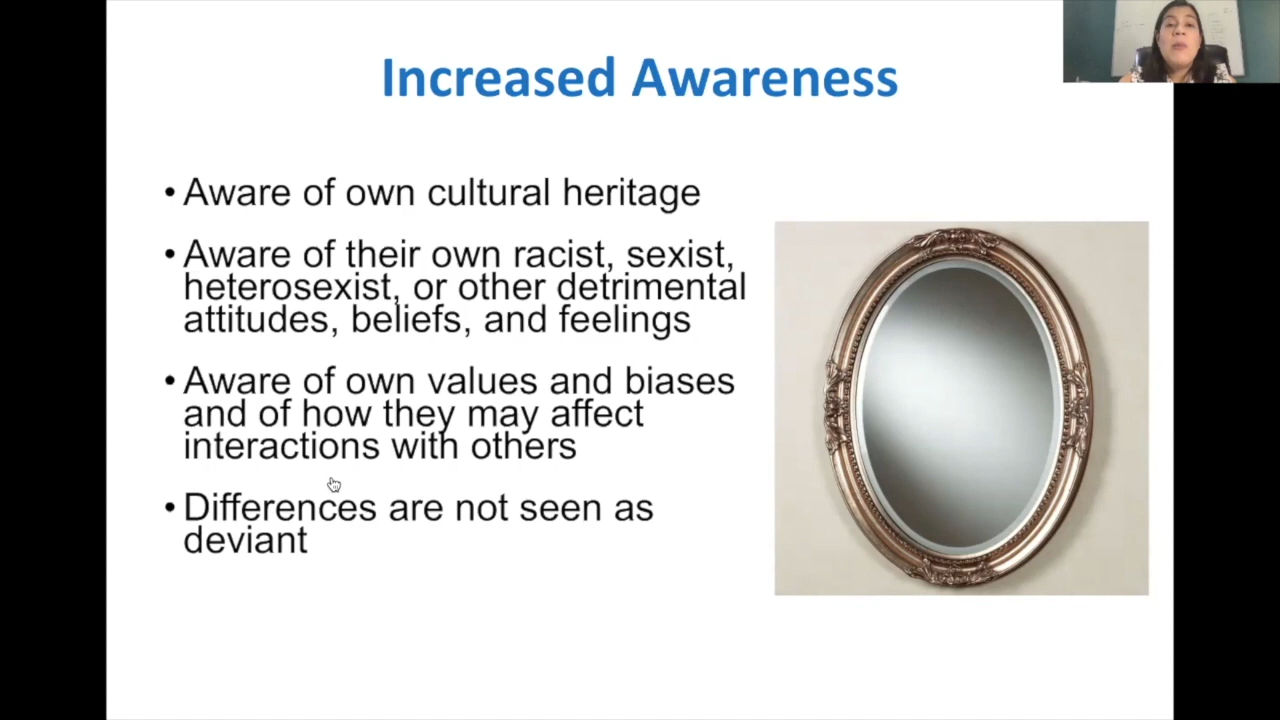 Increased Awareness
• Aware of own cultural heritage
• Aware of their own racist, sexist,
heterosexist, or other detrimental
attitudes, beliefs, and feelings
• Aware of own values and biases
and of how they may affect
interactions with others
• Differences are not seen as
deviant